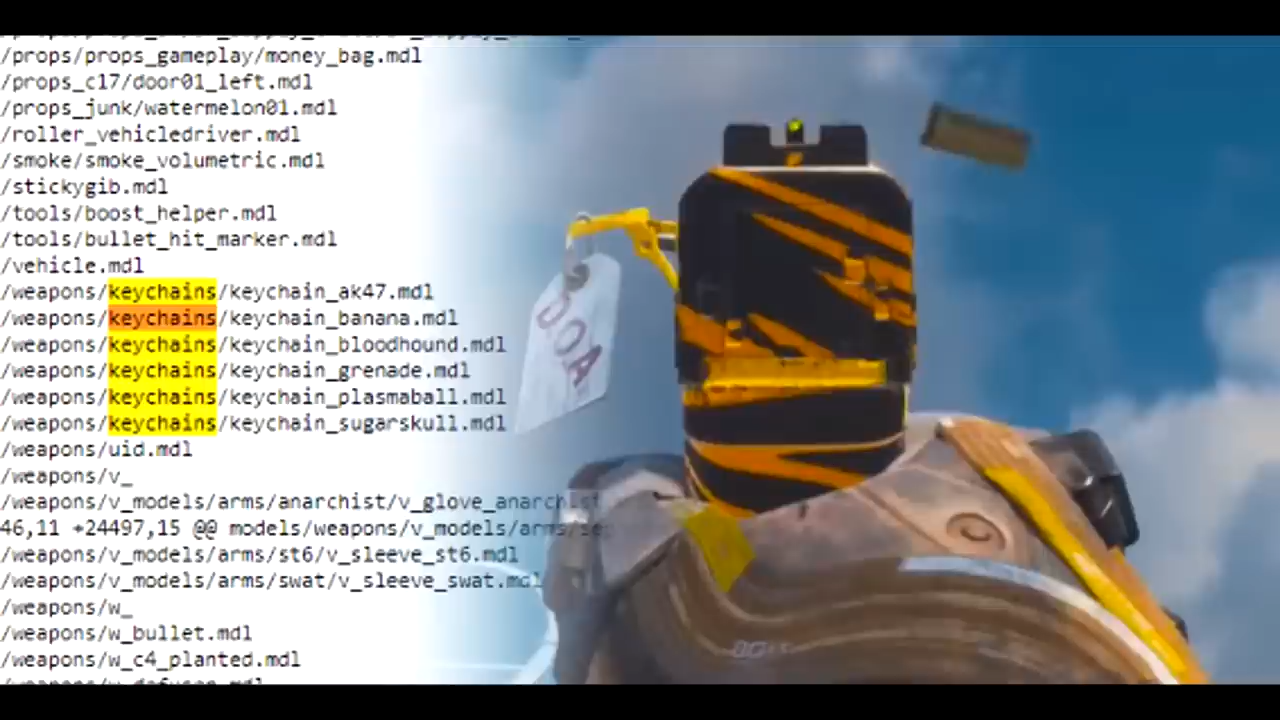 /props/props_gameplay/money_bag.mdl
/props_c17/door01_left.mdl
/props_junk/watermelon01.mdl
/roller_vehicledriver.mdl
/smoke/smoke_volumetric.mdl
/stickygib.mdl
/tools/boost_helper.mdl
/tools/bullet_hit_marker.mdl
/vehicle.mdl
/weapons/keychains/keychain_ak47.mdl
/weapons/keychains/keychain_banana.mdl
/weapons/keychains/keychain_bloodhound.mdl
/weapons/keychains/keychain_grenade.mdl
/weapons/keychains/keychain_plasmaball.mdl
/weapons/keychains/keychain_sugarskull.mdl
/weapons/uid.mdl
/weapons/v_
/weapons/v_models/arms/anarchist/v_glove_anarchist
46,11 +24497,15 @@ models/weapons/v_models/arms/se
/weapons/v_models/arms/st6/v_sleeve_st6.mdl
/weapons/v_models/arms/swat/v_sleeve_swat.mdl
/weapons/w_
/weapons/w_bullet.mdl
/weapons/w_c4_planted.mdl
D.O.A